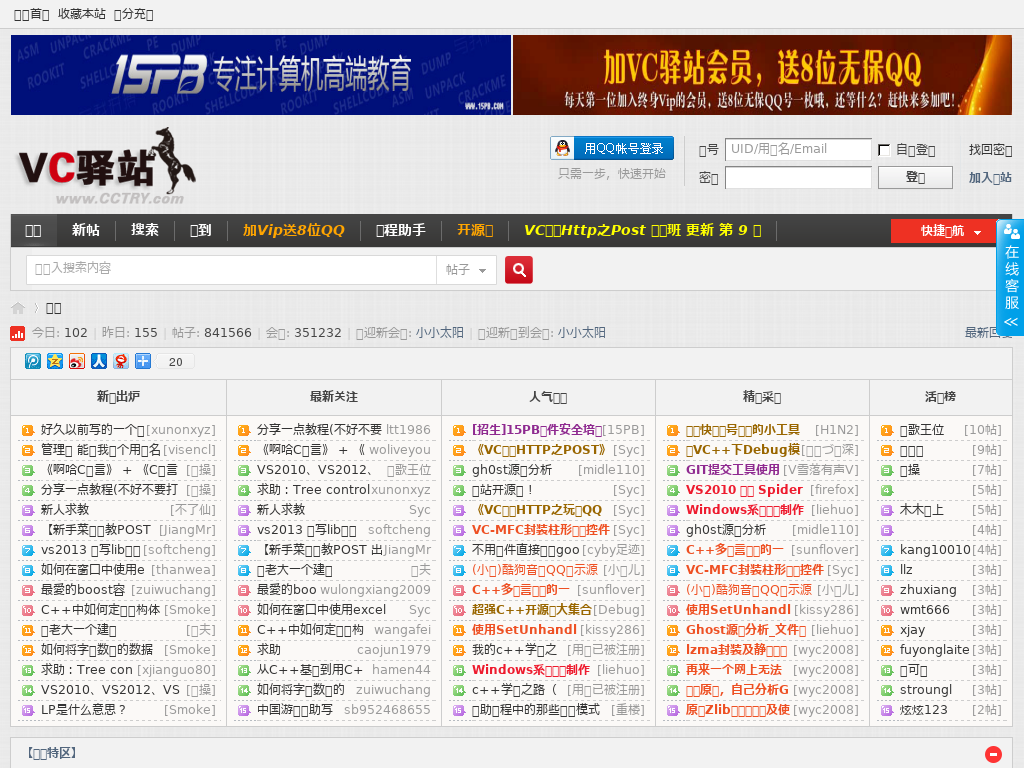 首 收藏本站 分充
15PB 专注计算机高端教育
WWW.15PB.COM
加VC驿站会员，送8位无保QQ
每天第一位加入终身Vip的会员，送8位无保QQ号一枚哦，还等什么？赶快来参加吧！
VC驿站
www.CCTRY.com
用QQ帐号登录
只需一步，快速开始
号 UID/用名/Email 自登 找回密
密 登 加入站
新帖 搜索 到 加Vip送8位QQ 程助手 开源 VCHttp之Post 班 更新 第 9 快捷航
入搜索内容 帖子
在线客服
今日: 102 | 昨日: 155 | 帖子: 841566 | 会: 351232 | 迎新会: 小小太阳 | 迎新到会: 小小太阳 最新回
20
新出炉 最新关注 人气 精采 活榜
1 好久以前写的一个 [xunonxyz] 1 分享一点教程(不好不要 ltt1986 1 [招生]15PB件安全培 [15PB] 1 快号的小工具 [H1N2] 1 歌王位 [10帖]
2 管理 能我个用名 [visencl] 2 《啊哈C言》 + 《 woliveyou 2 《VCHTTP之POST》 [Syc] 2 VC++下Debug模 [づ深] 2 [9帖]
3 《啊哈C言》 + 《C言 [操] 3 VS2010、VS2012、 歌王位 3 gh0st源分析 [midle110] 3 GIT提交工具使用 [V雪落有声V] 3 操 [7帖]
4 分享一点教程(不好不要打 [操] 4 求助：Tree control xunonxyz 4 站开源！ [Syc] 4 VS2010 Spider [firefox] 4 [5帖]
5 新人求教 [不了仙] 5 新人求教 Syc 5 《VCHTTP之玩QQ [Syc] 5 Windows系制作 [liehuo] 5 木木上 [5帖]
6 【新手菜教POST [JiangMr] 6 vs2013 写lib softcheng 6 VC-MFC封装柱形控件 [Syc] 6 gh0st源分析 [midle110] 6 [4帖]
7 vs2013 写lib [softcheng] 7 【新手菜教POST 出 JiangMr 7 不用件直接goo [cyby足迹] 7 C++多言的一 [sunflover] 7 kang10010 [4帖]
8 如何在窗口中使用e [thanwea] 8 老大一个建 夫 8 (小)酷狗音QQ示源 [小儿] 8 VC-MFC封装柱形控件 [Syc] 8 llz [3帖]
9 最爱的boost容 [zuiwuchang] 9 最爱的boo wulongxiang2009 9 C++多言的一 [sunflover] 9 (小)酷狗音QQ示源 [小儿] 9 zhuxiang [3帖]
10 C++中如何定构体 [Smoke] 10 如何在窗口中使用excel Syc 10 超强C++开源大集合 [Debug] 10 使用SetUnhandl [kissy286] 10 wmt666 [3帖]
11 老大一个建 [夫] 11 C++中如何定构 wangafei 11 使用SetUnhandl [kissy286] 11 Ghost源分析_文件 [liehuo] 11 xjay [3帖]
12 如何将字数的数据 [Smoke] 12 求助 caojun1979 12 我的c++学之 [用已被注册] 12 lzma封装及静 [wyc2008] 12 fuyonglaite [3帖]
13 求助：Tree con [xjianguo80] 13 从C++基到用C+ hamen44 13 Windows系制作 [liehuo] 13 再来一个网上无法 [wyc2008] 13 可 [3帖]
14 VS2010、VS2012、VS [操] 14 如何将字数的 zuiwuchang 14 c++学之路（ [用已被注册] 14 原，自己分析G [wyc2008] 14 stroungl [3帖]
15 LP是什么意思？ [Smoke] 15 中国游助写 sb952468655 15 助程中的那些模式 [重楼] 15 原Zlib及使 [wyc2008] 15 炫炫123 [2帖]
【特区】